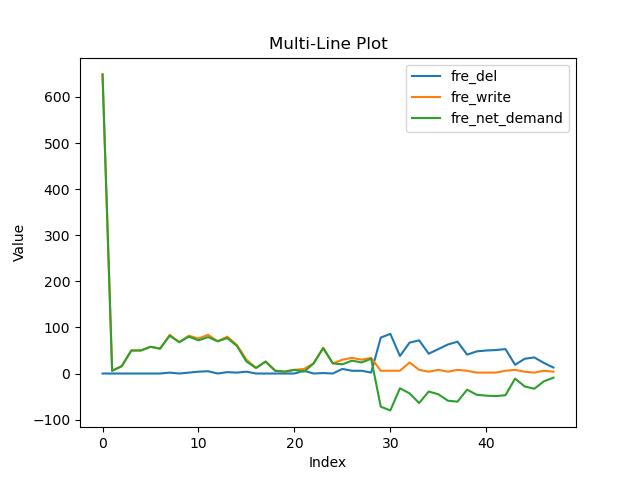 Multi-Line Plot
fre_del
fre_write
fre_net_demand
600
500
400
300
200
100
0
−100
Value
0
10
20
30
40
Index